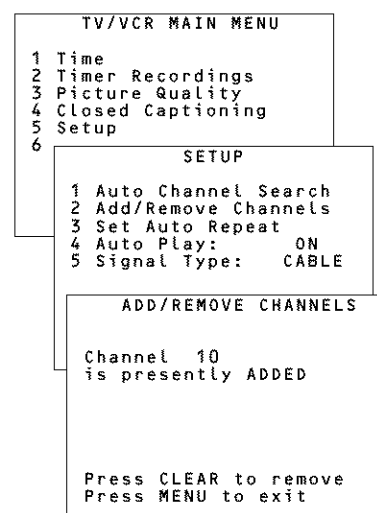 TV/VCR MAIN MENU
1 Time
2 Timer Recordings
3 Picture Quality
4 Closed Captioning
5 Setup
6
SETUP
1 Auto Channel Search
2 Add/Remove Channels
3 Set Auto Repeat
4 Auto Play: ON
5 Signal Type: CABLE
ADD/REMOVE CHANNELS
Channel 10
is presently ADDED
Press CLEAR to remove
Press MENU to exit